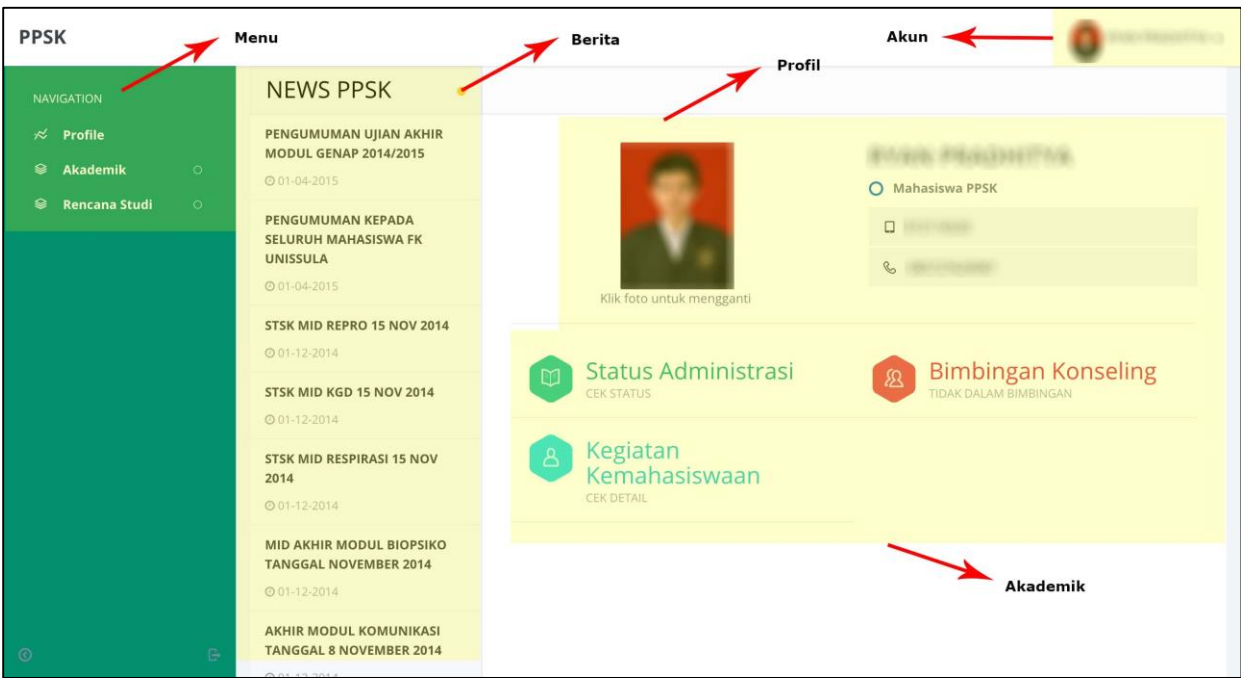 PPSK
Menu
Berita
Akun
Profil
NAVIGATION
Profile
Akademik
Rencana Studi
NEWS PPSK
PENGUMUMAN UJIAN AKHIR
MODUL GENAP 2014/2015
01-04-2015
PENGUMUMAN KEPADA
SELURUH MAHASISWA FK
UNISSULA
01-04-2015
STSK MID REPRO 15 NOV 2014
01-12-2014
STSK MID KGD 15 NOV 2014
01-12-2014
STSK MID RESPIRASI 15 NOV
2014
01-12-2014
MID AKHIR MODUL BIOPSIKO
TANGGAL NOVEMBER 2014
01-12-2014
AKHIR MODUL KOMUNIKASI
TANGGAL 8 NOVEMBER 2014
01-12-2014
Klik foto untuk mengganti
Mahasiswa PPSK
Status Administrasi
CEK STATUS
Bimbingan Konseling
TIDAK DALAM BIMBINGAN
Kegiatan
Kemahasiswaan
CEK DETAIL
Akademik